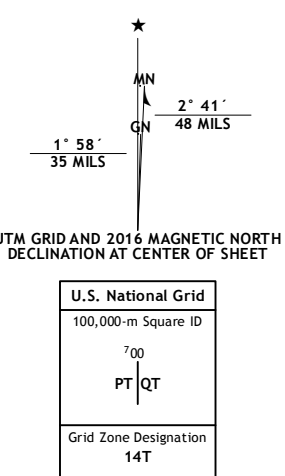 ★
MN
GN
2° 41´
48 MILS
1° 58´
35 MILS
UTM GRID AND 2016 MAGNETIC NORTH
DECLINATION AT CENTER OF SHEET
U.S. National Grid
100,000-m Square ID
⁷00
PT QT
Grid Zone Designation
14T